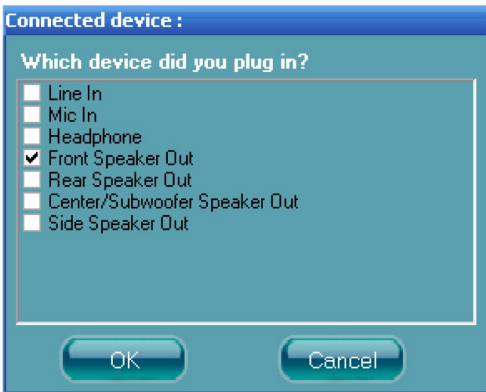 Connected device :
Which device did you plug in?
Line In
Mic In
Headphone
Front Speaker Out
Rear Speaker Out
Center/Subwoofer Speaker Out
Side Speaker Out
OK Cancel